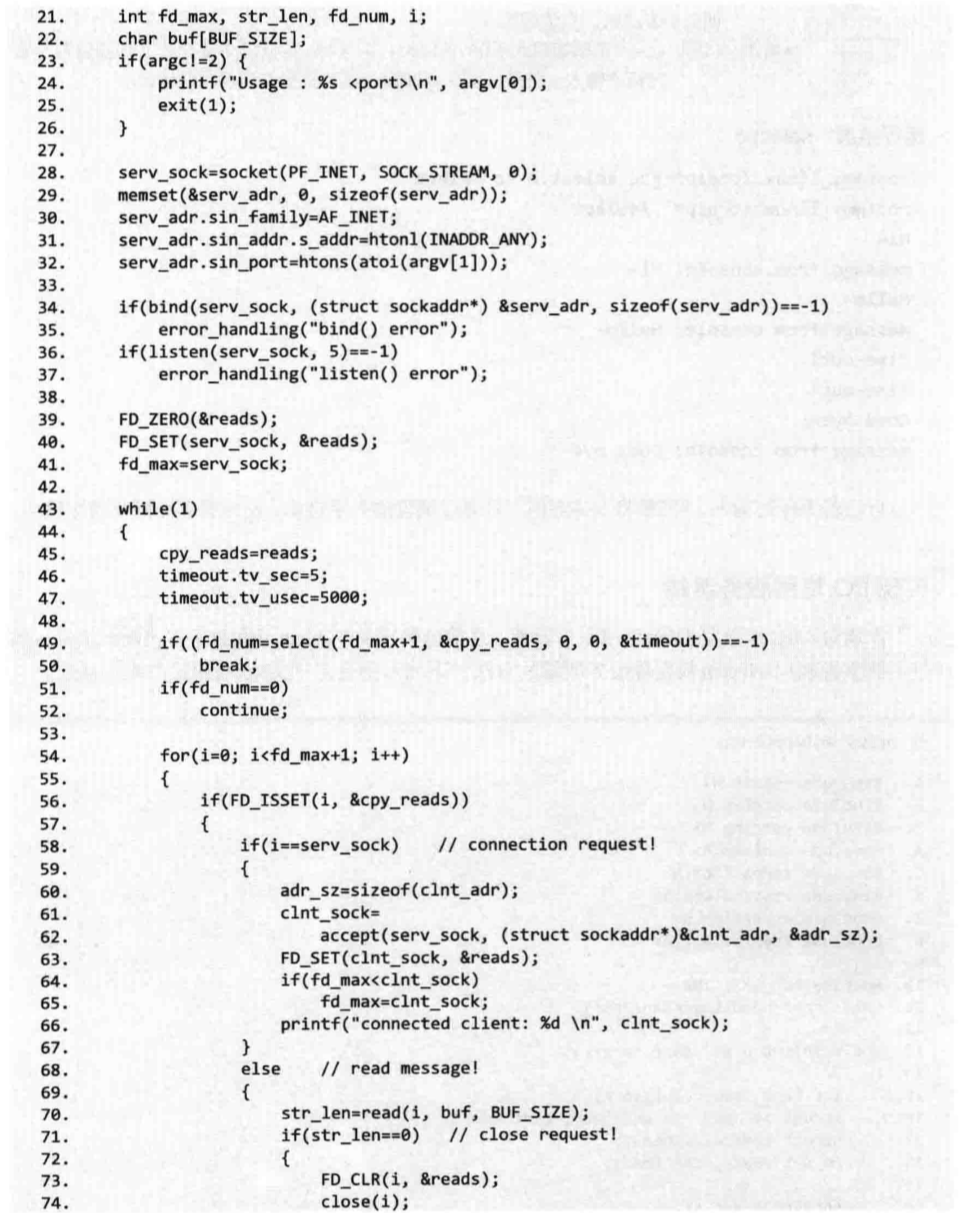 21.        int fd_max, str_len, fd_num, i;
22.        char buf[BUF_SIZE];
23.        if(argc!=2) {
24.            printf("Usage : %s <port>\n", argv[0]);
25.            exit(1);
26.        }
27.
28.        serv_sock=socket(PF_INET, SOCK_STREAM, 0);
29.        memset(&serv_adr, 0, sizeof(serv_adr));
30.        serv_adr.sin_family=AF_INET;
31.        serv_adr.sin_addr.s_addr=htonl(INADDR_ANY);
32.        serv_adr.sin_port=htons(atoi(argv[1]));
33.
34.        if(bind(serv_sock, (struct sockaddr*) &serv_adr, sizeof(serv_adr))==-1)
35.            error_handling("bind() error");
36.        if(listen(serv_sock, 5)==-1)
37.            error_handling("listen() error");
38.
39.        FD_ZERO(&reads);
40.        FD_SET(serv_sock, &reads);
41.        fd_max=serv_sock;
42.
43.        while(1)
44.        {
45.            cpy_reads=reads;
46.            timeout.tv_sec=5;
47.            timeout.tv_usec=5000;
48.
49.            if((fd_num=select(fd_max+1, &cpy_reads, 0, 0, &timeout))==-1)
50.                break;
51.            if(fd_num==0)
52.                continue;
53.
54.            for(i=0; i<fd_max+1; i++)
55.            {
56.                if(FD_ISSET(i, &cpy_reads))
57.                {
58.                    if(i==serv_sock)    // connection request!
59.                    {
60.                        adr_sz=sizeof(clnt_adr);
61.                        clnt_sock=
62.                            accept(serv_sock, (struct sockaddr*)&clnt_adr, &adr_sz);
63.                        FD_SET(clnt_sock, &reads);
64.                        if(fd_max<clnt_sock)
65.                            fd_max=clnt_sock;
66.                        printf("connected client: %d \n", clnt_sock);
67.                    }
68.                    else    // read message!
69.                    {
70.                        str_len=read(i, buf, BUF_SIZE);
71.                        if(str_len==0)   // close request!
72.                        {
73.                            FD_CLR(i, &reads);
74.                            close(i);